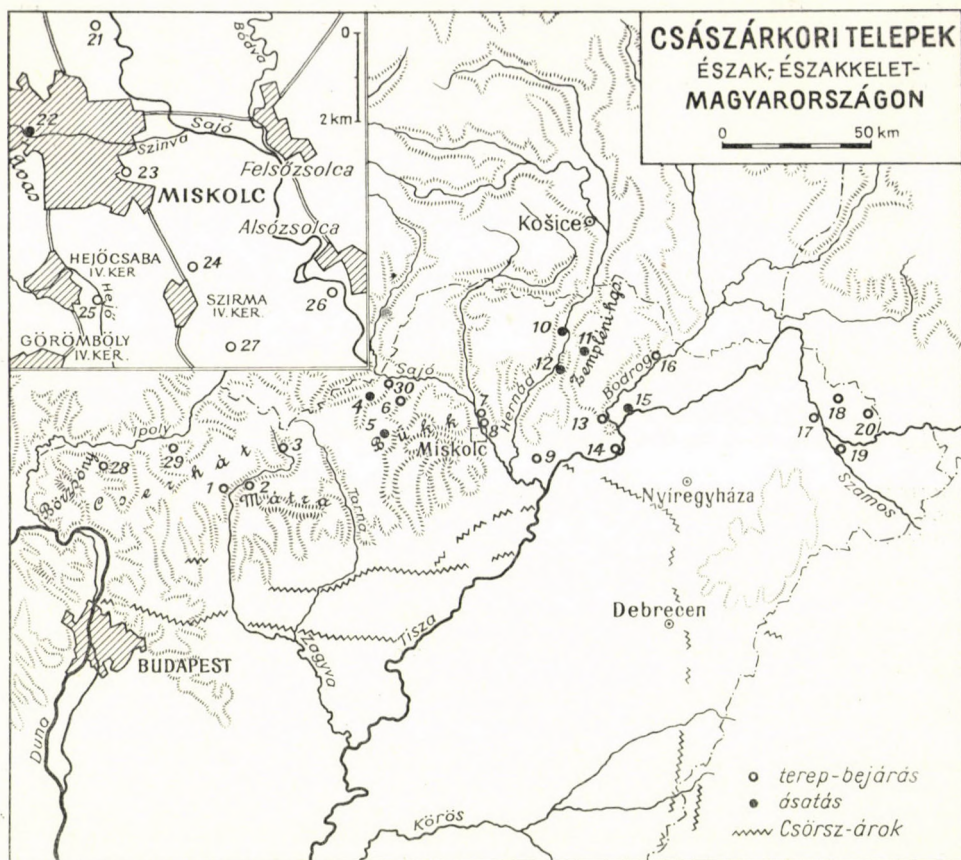 CSÁSZÁRKORI TELEPEK
ÉSZAK-, ÉSZAKKELET-
MAGYARORSZÁGON
0 50 km
21
Bódva
0
2 km
22
Avas
Sajó
Szinva
23
Felsőzsolca
MISKOLC
Alsózsolca
HEJŐCSABA
IV. KER
24
25
Hejő
SZIRMA
IV. KER.
26
GÖRÖMBÖLY
IV. KER.
27
Košice
10
11
12
Zempléni hgs.
Hernád
Bodrog
16
Sajó
30
4
6
7
8
5
Bükk
Miskolc
13
15
14
9
18
17
20
19
Szamos
Ipoly
29
3
28
Börzsöny
Cserhát
1
2
Mátra
Tarna
Nyíregyháza
Debrecen
Tisza
Zagyva
BUDAPEST
Duna
Körös
terep-bejárás
ásatás
Csörsz-árok